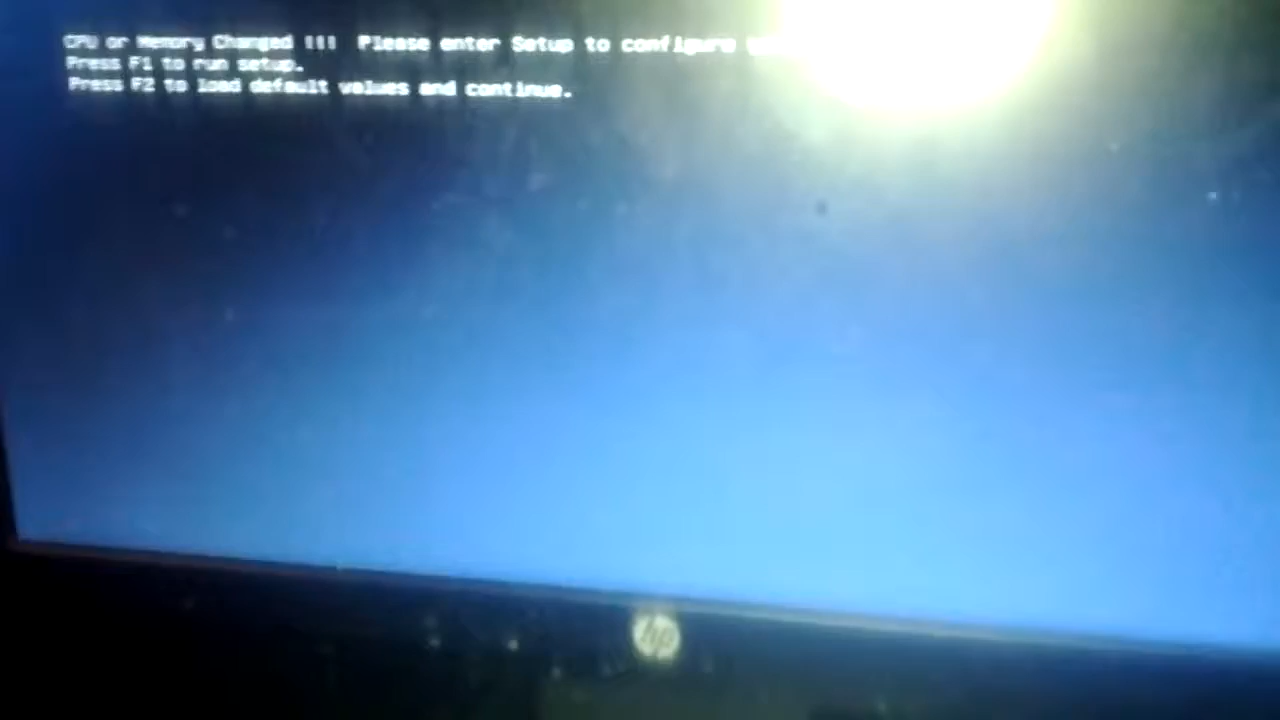 CPU or Memory Changed !!! Please enter Setup to configure
Press F1 to run setup.
Press F2 to load default values and continue.
hp